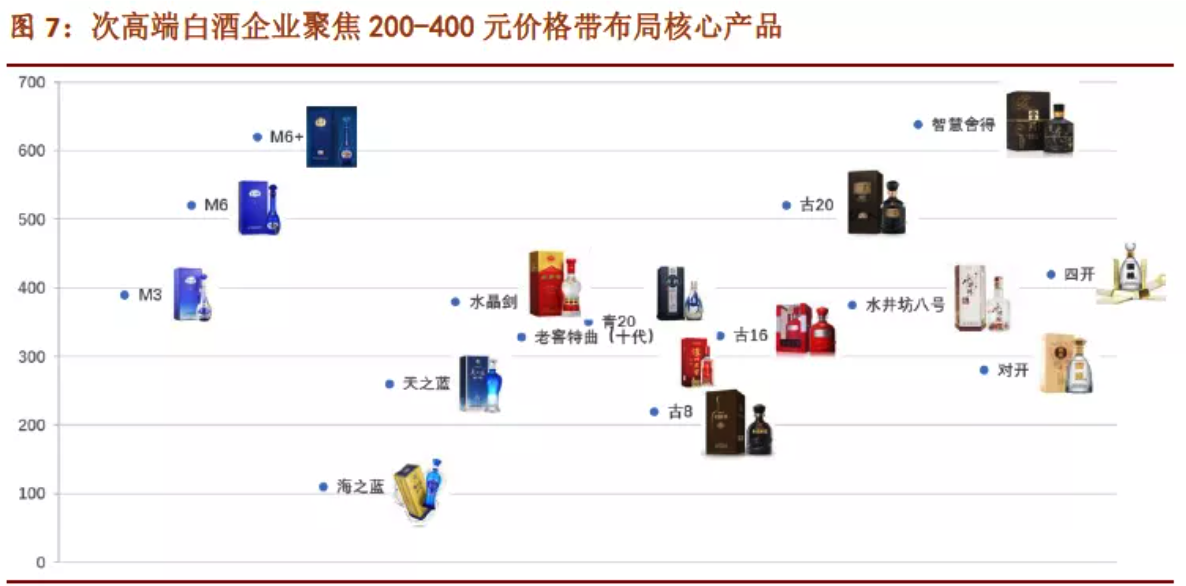 图 7：次高端白酒企业聚焦 200-400 元价格带布局核心产品
700
M6+
智慧舍得
600
M6
古20
500
M3
400
水晶剑
水井坊八号
四开
青20
老窖特曲（十代）
古16
300
天之蓝
对开
古8
200
海之蓝
100
0